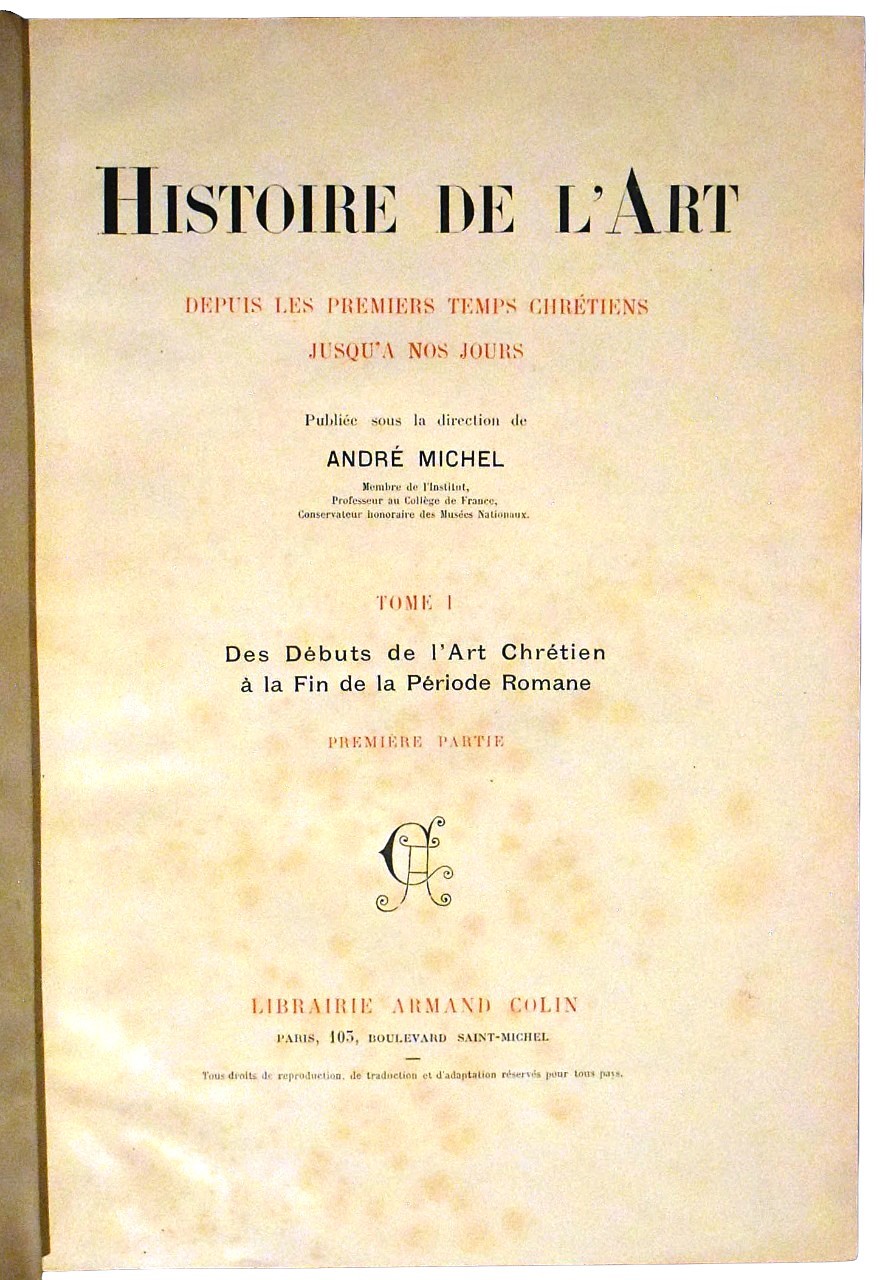 HISTOIRE DE L'ART
DEPUIS LES PREMIERS TEMPS CHRÉTIENS
JUSQU'A NOS JOURS
Publiée sous la direction de
ANDRÉ MICHEL
Membre de l'Institut,
Professeur au Collège de France,
Conservateur honoraire des Musées Nationaux.
TOME I
Des Débuts de l'Art Chrétien
à la Fin de la Période Romane
PREMIÈRE PARTIE
LIBRAIRIE ARMAND COLIN
PARIS, 103, BOULEVARD SAINT-MICHEL
Tous droits de reproduction, de traduction et d'adaptation réservés pour tous pays.